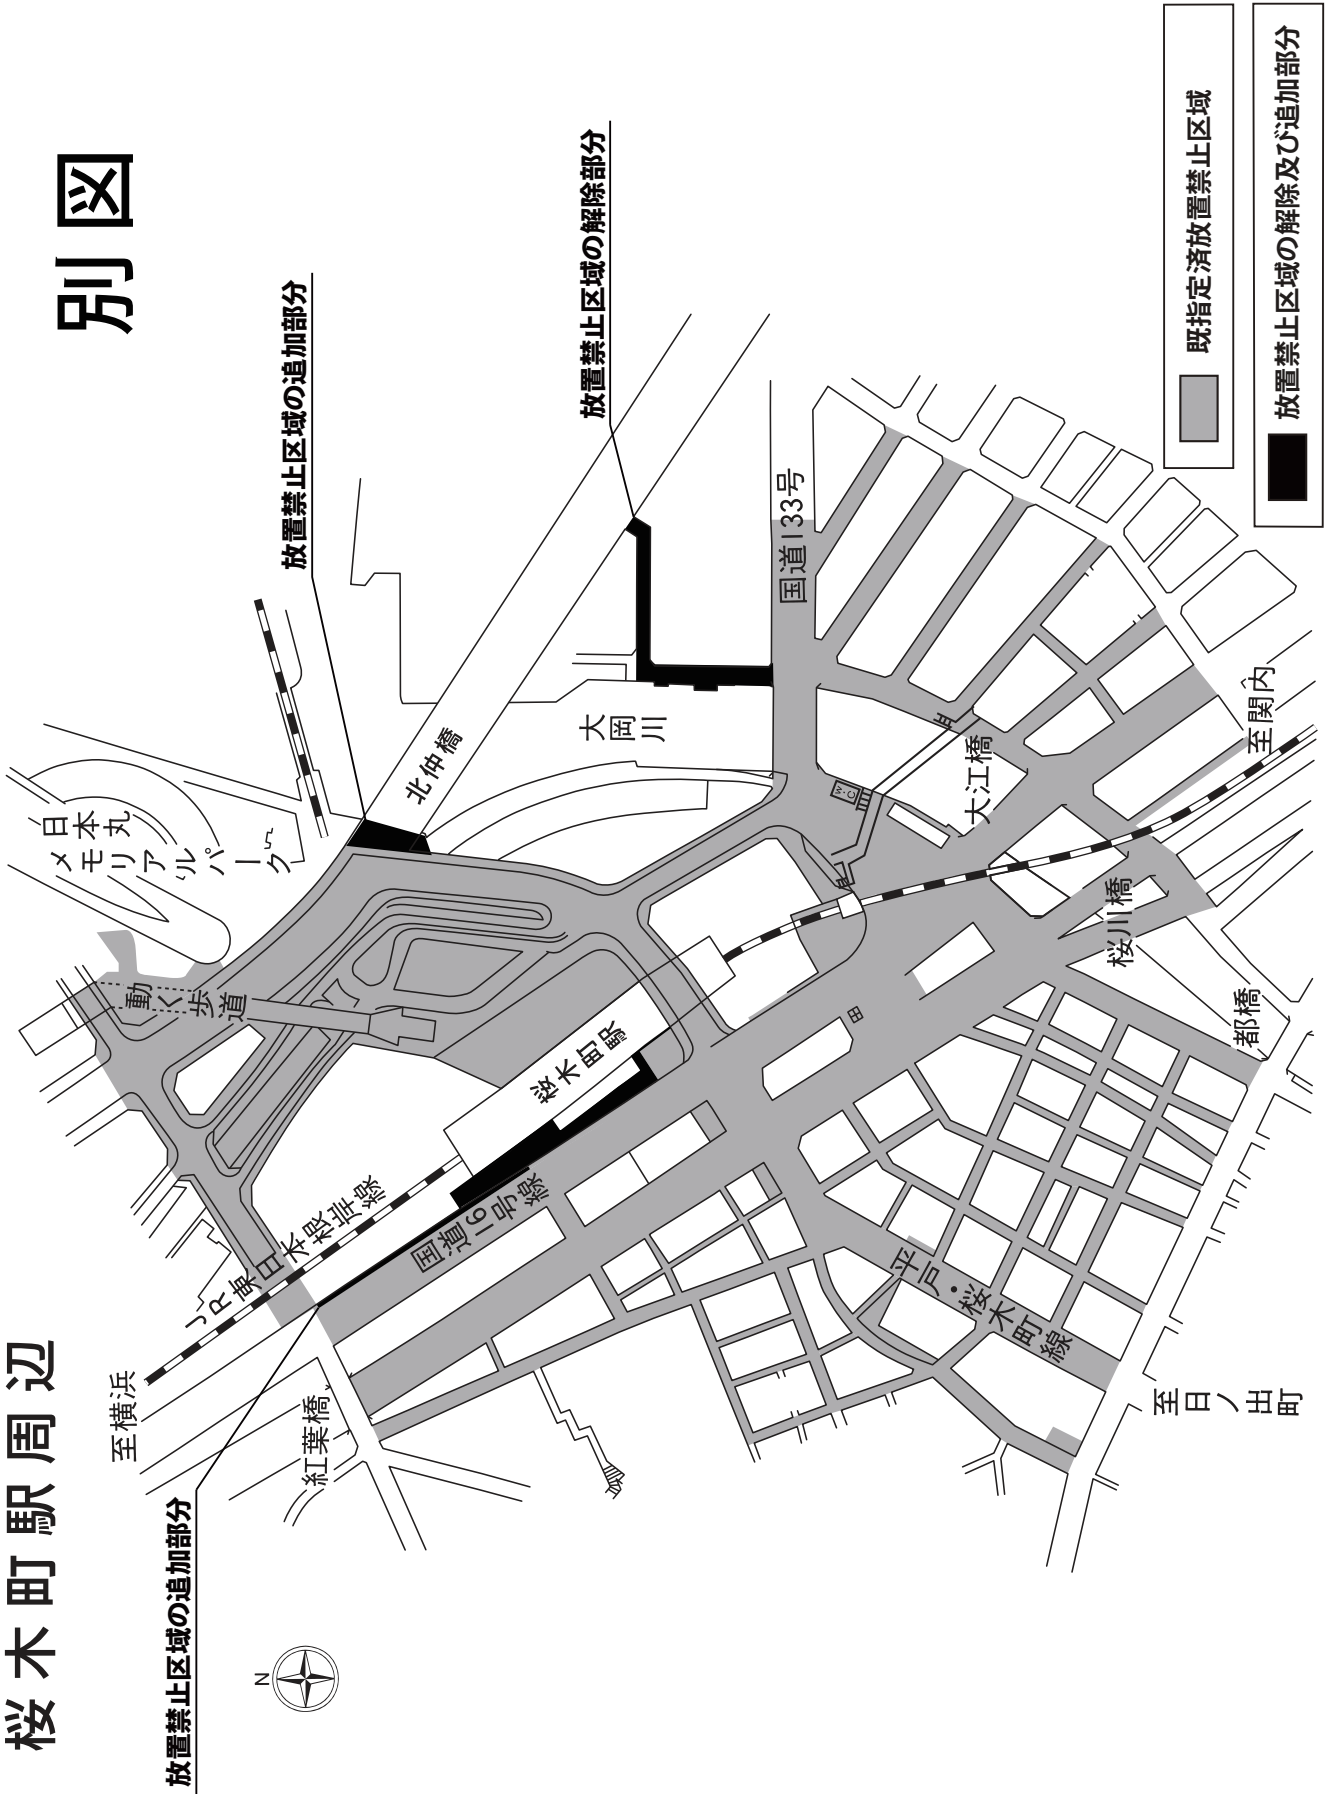 桜木町駅周辺
別図
放置禁止区域の追加部分
放置禁止区域の追加部分
放置禁止区域の解除部分
既指定済放置禁止区域
放置禁止区域の解除及び追加部分
N
至横浜
紅葉橋
JR東日本根岸線
国道16号線
桜木町駅
動く歩道
日本丸
メモリアルパーク
北仲橋
大岡川
国道133号
大江橋
W.C
桜川橋
至関内
都橋
平戸・桜木町線
至日ノ出町